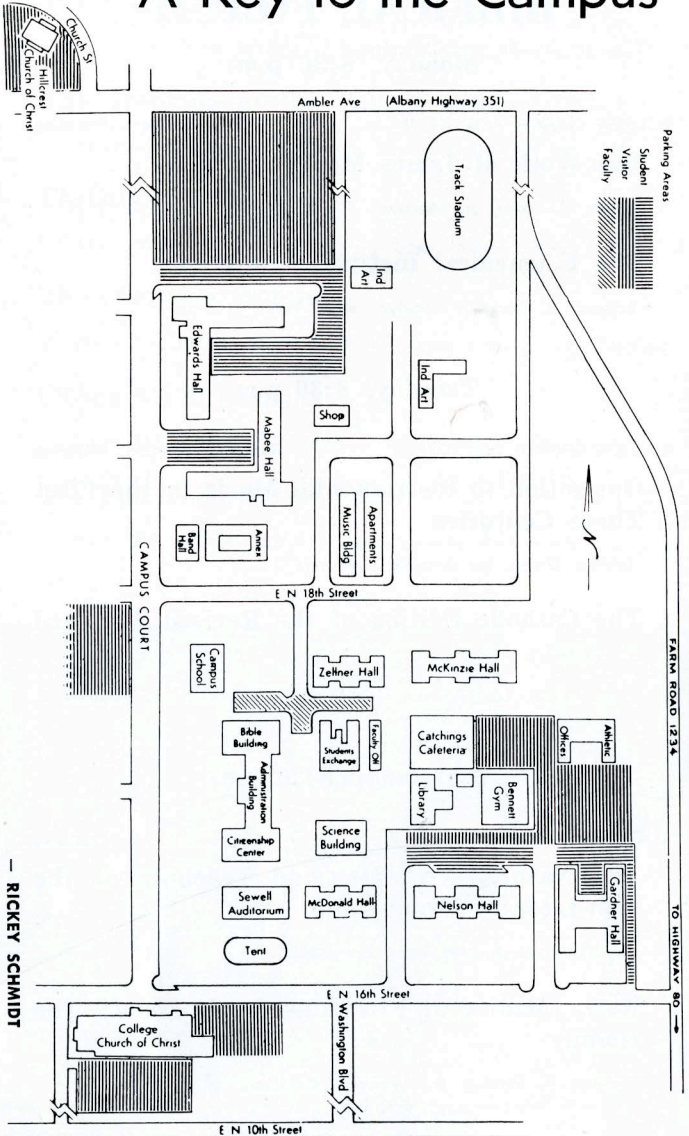 A Key to the Campus
Church St
Hillcrest
Church of Christ
Ambler Ave (Albany Highway 351)
Parking Areas
Student
Visitor
Faculty
Track Stadium
Ind
Art
Edwards Hall
Ind Art
Shop
Mabee Hall
Apartments
Music Bldg
Annex
Band
Hall
CAMPUS COURT
E N 18th Street
FARM ROAD 1234
Campus
School
Zellner Hall
McKinzie Hall
Bible
Building
Administration
Building
Citizenship
Center
Students
Exchange
Faculty Off
Catchings
Cafeteria
Athletic
Offices
Library
Bennett
Gym
Science
Building
Sewell
Auditorium
McDonald Hall
Nelson Hall
Gardner Hall
Tent
TO HIGHWAY 80
E N 16th Street
College
Church of Christ
Washington Blvd
E N 10th Street
N
— RICKEY SCHMIDT